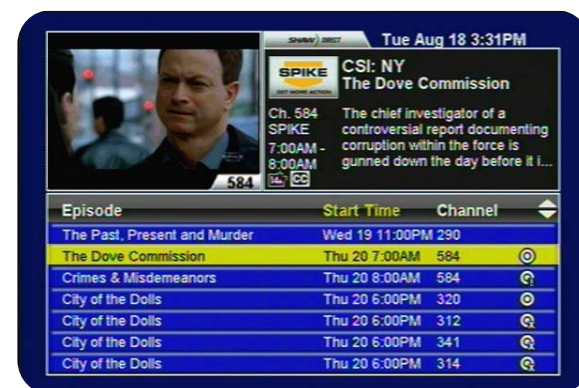 SHAW) DIRECT
Tue Aug 18 3:31PM
SPIKE
GET MORE ACTION
CSI: NY
The Dove Commission
Ch. 584
SPIKE
7:00AM -
8:00AM
14+ CC
The chief investigator of a
controversial report documenting
corruption within the force is
gunned down the day before it i...
584
Episode Start Time Channel
The Past, Present and Murder Wed 19 11:00PM 290
The Dove Commission Thu 20 7:00AM 584
Crimes & Misdemeanors Thu 20 8:00AM 584
City of the Dolls Thu 20 6:00PM 320
City of the Dolls Thu 20 6:00PM 312
City of the Dolls Thu 20 6:00PM 341
City of the Dolls Thu 20 6:00PM 314